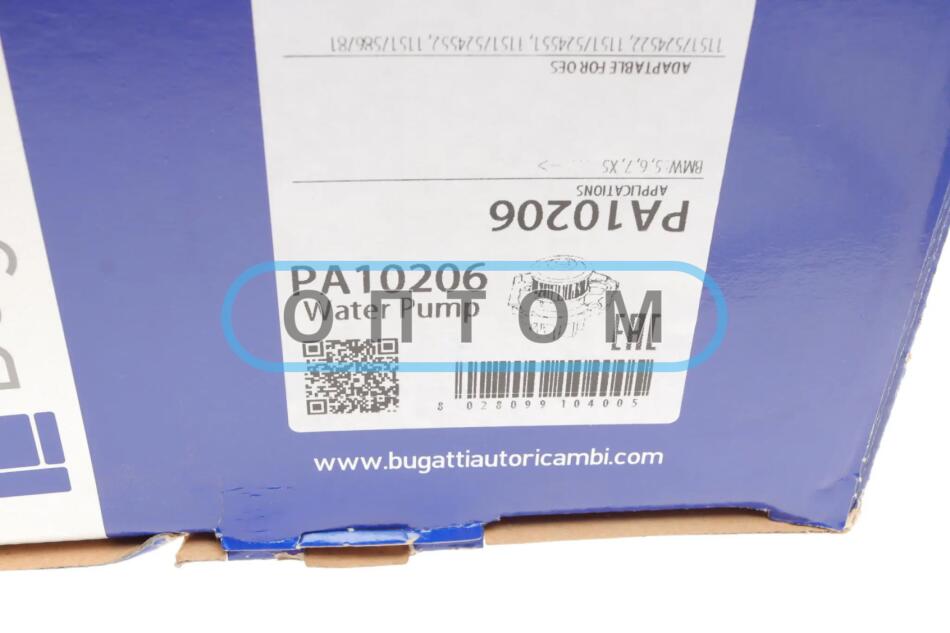 11517524522, 11517524551, 11517524552, 11517586781
ADAPTABLE FOR OES
BMW: 5, 6, 7, X5 ... -->
APPLICATIONS
PA10206
PA10206
Water Pump
ОПТОМ
EAC
8 028099 104005
www.bugattiautoricambi.com